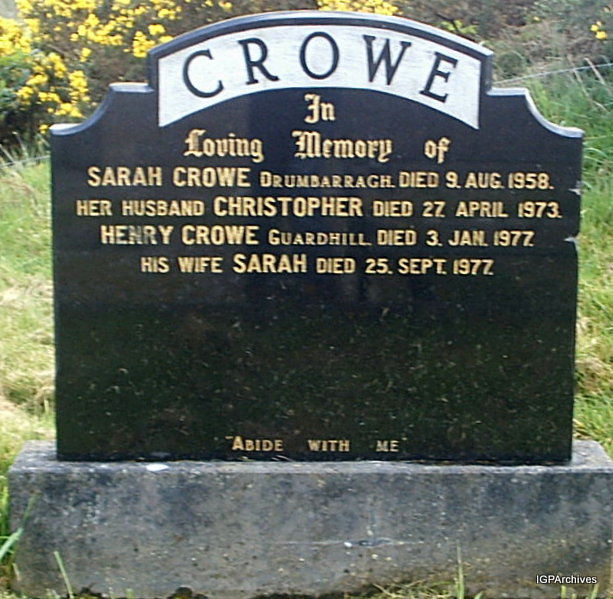 CROWE
In
Loving Memory of
SARAH CROWE DRUMBARRAGH. DIED 9. AUG. 1958.
HER HUSBAND CHRISTOPHER DIED 27. APRIL 1973.
HENRY CROWE GUARDHILL. DIED 3. JAN. 1977.
HIS WIFE SARAH DIED 25. SEPT. 1977.
"ABIDE WITH ME"
IGPArchives